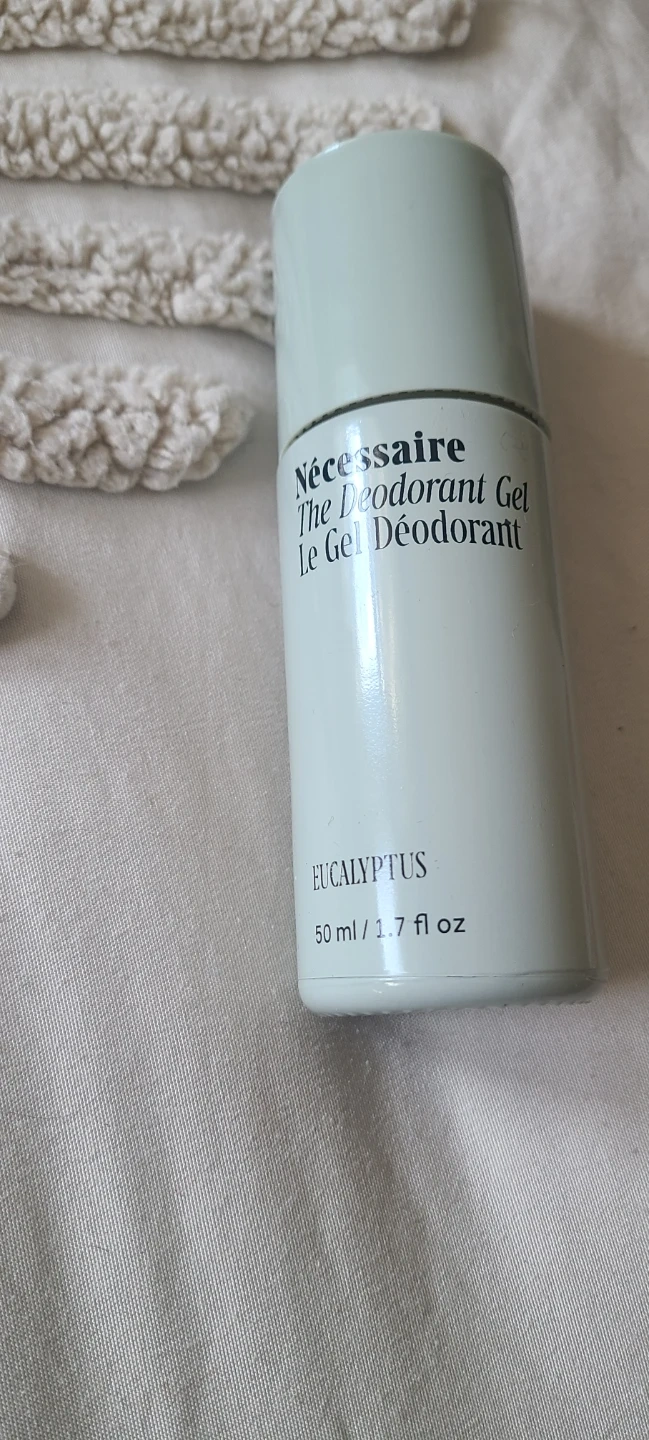 Nécessaire
The Deodorant Gel
Le Gel Déodorant
EUCALYPTUS
50 ml / 1.7 fl oz